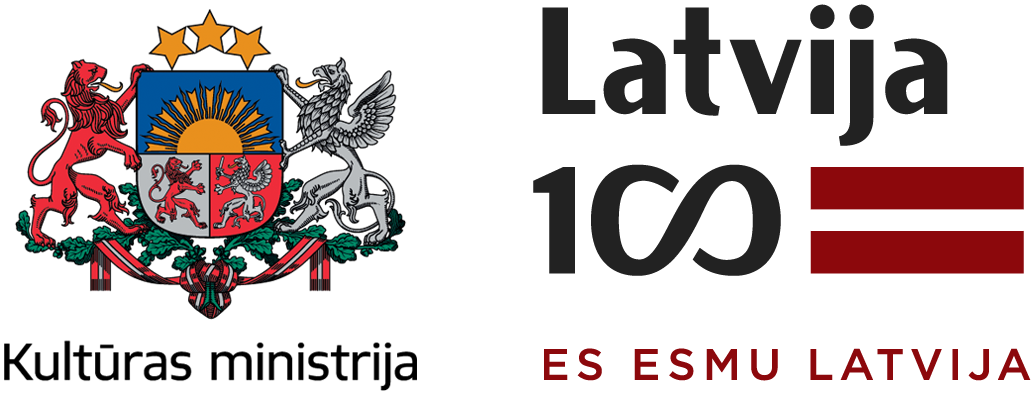 Kultūras ministrija
Latvija
100
ES ESMU LATVIJA